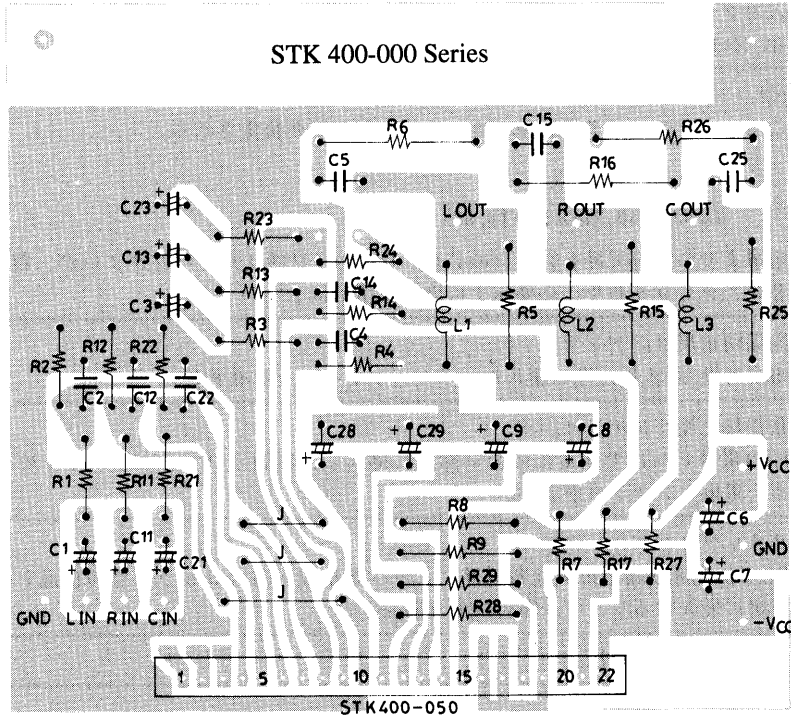 STK 400-000 Series
R6
C15
R26
C5
R16
C25
C23
L OUT
R OUT
C OUT
R23
C13
R24
R13
C14
C3
R14
R3
L1
R5
L2
R15
L3
R25
C4
R2
R12
R22
R4
C2
C12
C22
C28
C29
C9
C8
R1
R11
R21
+VCC
J
R8
C6
C1
C11
C21
R9
R7
R17
R27
GND
J
R29
C7
J
R28
GND
L IN
R IN
C IN
-VCC
1
5
10
15
20
22
STK400-050